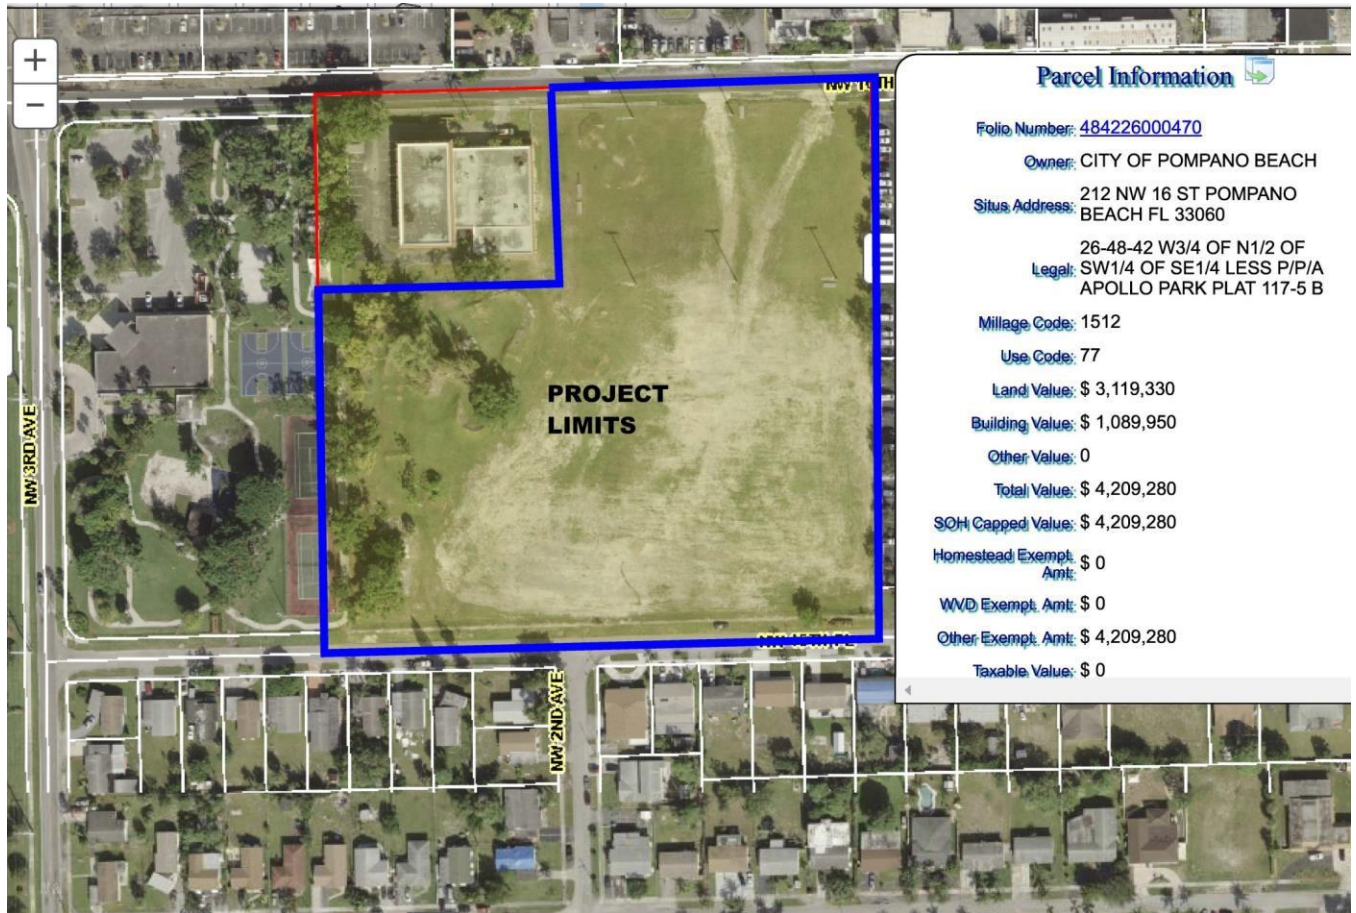 +
−
NW 16TH
PROJECT
LIMITS
NW 3RD AVE
NW 15TH PL
NW 2ND AVE
Parcel Information
Folio Number: 484226000470
Owner: CITY OF POMPANO BEACH
Situs Address: 212 NW 16 ST POMPANO
BEACH FL 33060
Legal: 26-48-42 W3/4 OF N1/2 OF
SW1/4 OF SE1/4 LESS P/P/A
APOLLO PARK PLAT 117-5 B
Millage Code: 1512
Use Code: 77
Land Value: $ 3,119,330
Building Value: $ 1,089,950
Other Value: 0
Total Value: $ 4,209,280
SOH Capped Value: $ 4,209,280
Homestead Exempt.
Amt: $ 0
WVD Exempt. Amt: $ 0
Other Exempt. Amt: $ 4,209,280
Taxable Value: $ 0